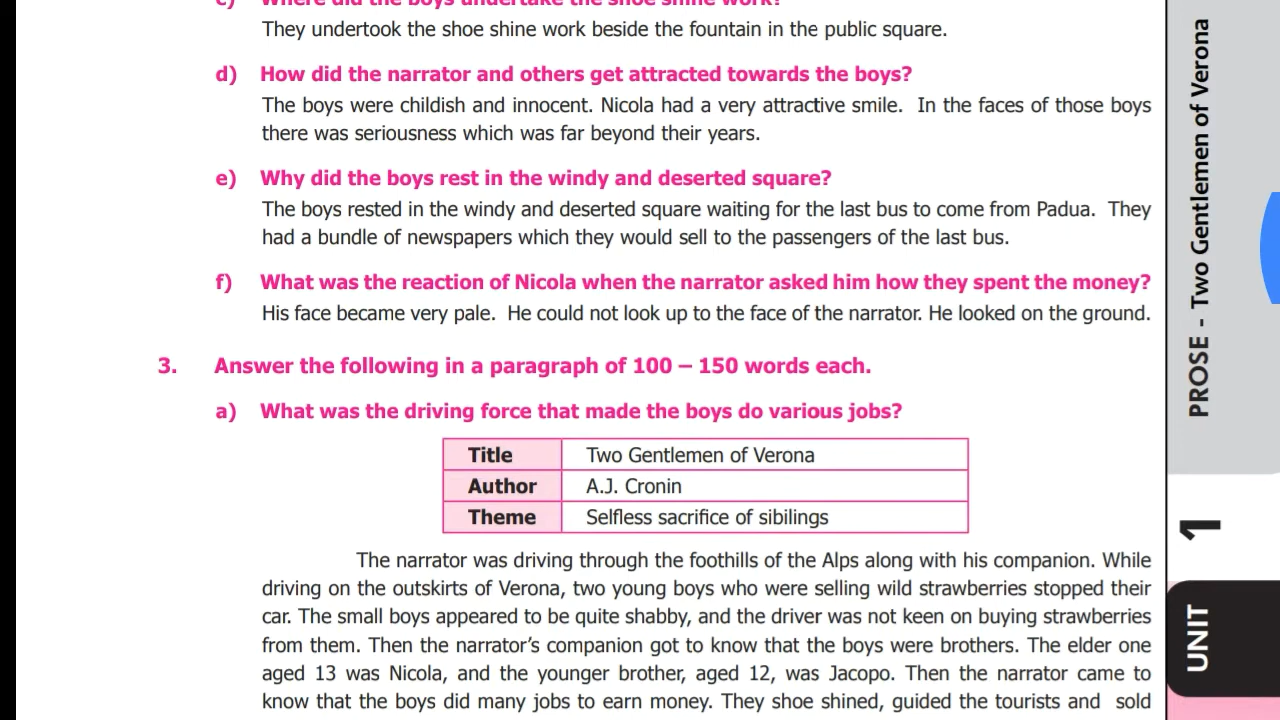 c) Where did the boys undertake the shoe shine work?
They undertook the shoe shine work beside the fountain in the public square.
d) How did the narrator and others get attracted towards the boys?
The boys were childish and innocent. Nicola had a very attractive smile. In the faces of those boys
there was seriousness which was far beyond their years.
e) Why did the boys rest in the windy and deserted square?
The boys rested in the windy and deserted square waiting for the last bus to come from Padua. They
had a bundle of newspapers which they would sell to the passengers of the last bus.
f) What was the reaction of Nicola when the narrator asked him how they spent the money?
His face became very pale. He could not look up to the face of the narrator. He looked on the ground.
3. Answer the following in a paragraph of 100 – 150 words each.
a) What was the driving force that made the boys do various jobs?
Title Two Gentlemen of Verona
Author A.J. Cronin
Theme Selfless sacrifice of sibilings
The narrator was driving through the foothills of the Alps along with his companion. While
driving on the outskirts of Verona, two young boys who were selling wild strawberries stopped their
car. The small boys appeared to be quite shabby, and the driver was not keen on buying strawberries
from them. Then the narrator's companion got to know that the boys were brothers. The elder one
aged 13 was Nicola, and the younger brother, aged 12, was Jacopo. Then the narrator came to
know that the boys did many jobs to earn money. They shoe shined, guided the tourists and sold
PROSE - Two Gentlemen of Verona
UNIT 1